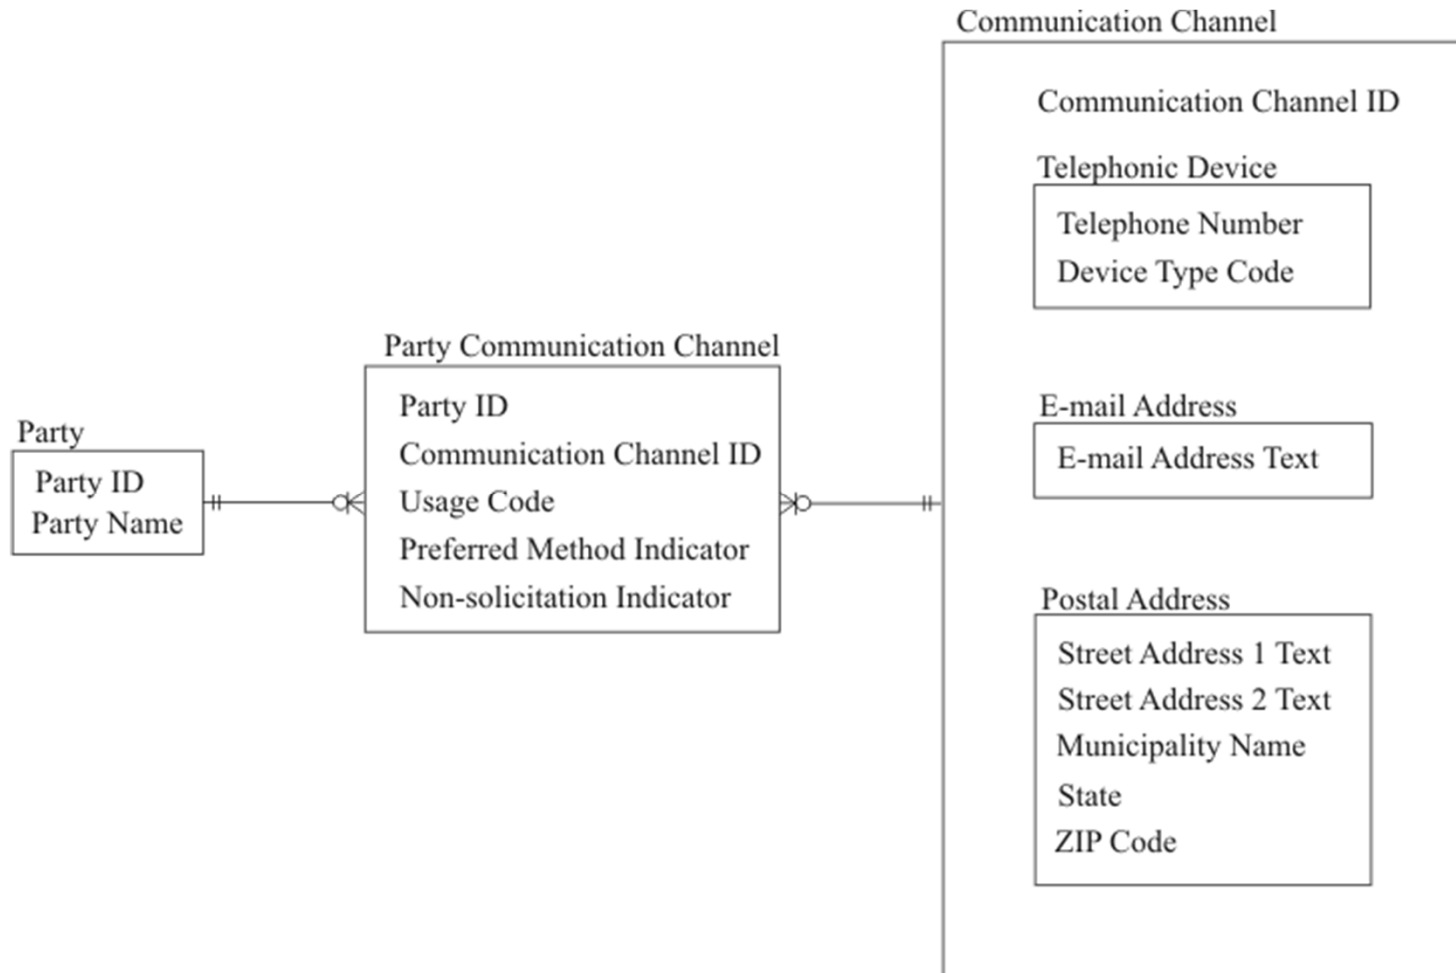 Communication Channel
Communication Channel ID
Telephonic Device
Telephone Number
Device Type Code
Party Communication Channel
Party ID
Communication Channel ID
Usage Code
Preferred Method Indicator
Non-solicitation Indicator
Party
Party ID
Party Name
E-mail Address
E-mail Address Text
Postal Address
Street Address 1 Text
Street Address 2 Text
Municipality Name
State
ZIP Code